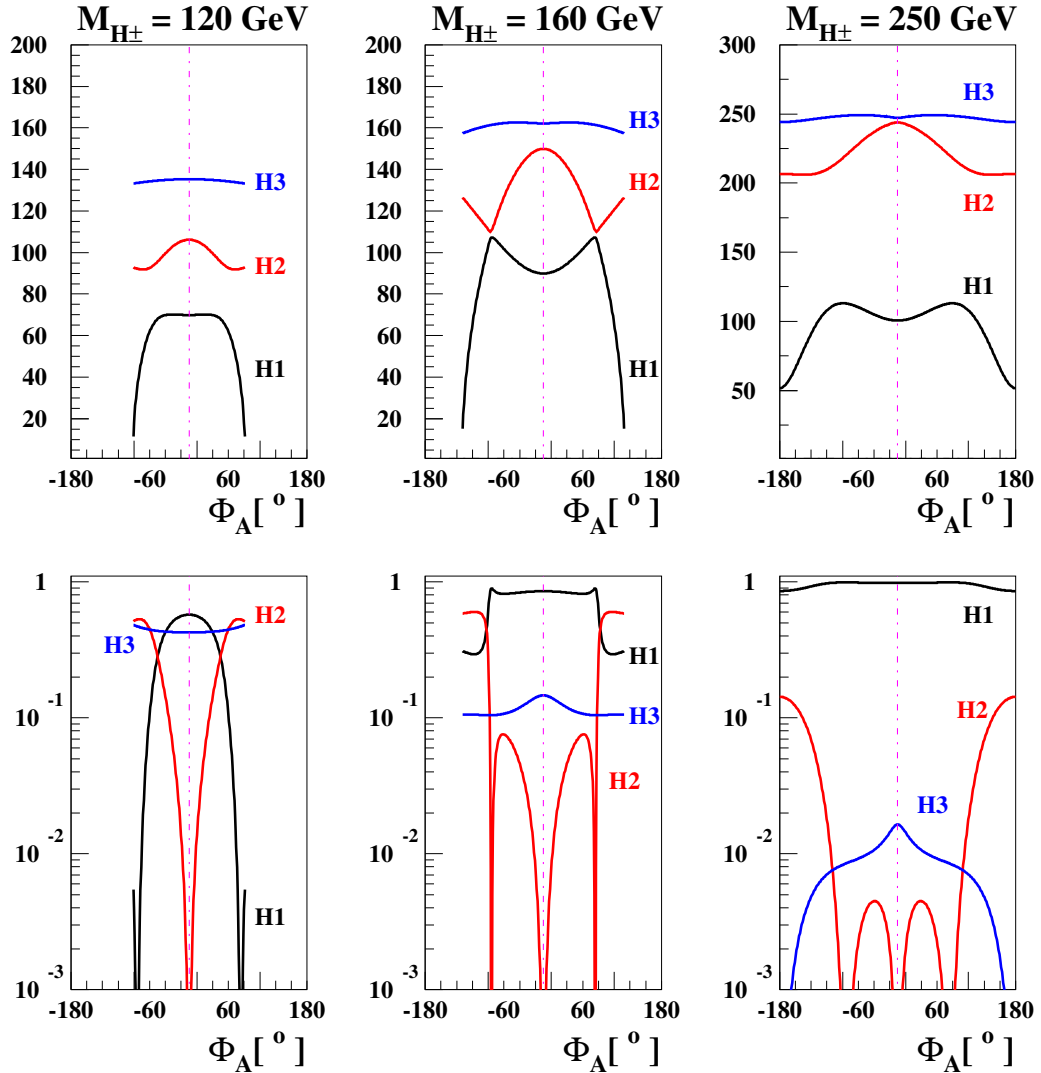 M_H± = 120 GeV
M_H± = 160 GeV
M_H± = 250 GeV
200
180
160
140
120
100
80
60
40
20
H3
H2
H1
-180
-60
60
180
Φ_A[ ° ]
200
180
160
140
120
100
80
60
40
20
H3
H2
H1
-180
-60
60
180
Φ_A[ ° ]
300
250
200
150
100
50
H3
H2
H1
-180
-60
60
180
Φ_A[ ° ]
1
10^-1
10^-2
10^-3
H2
H3
H1
-180
-60
60
180
Φ_A[ ° ]
1
10^-1
10^-2
10^-3
H1
H3
H2
-180
-60
60
180
Φ_A[ ° ]
1
10^-1
10^-2
10^-3
H1
H2
H3
-180
-60
60
180
Φ_A[ ° ]